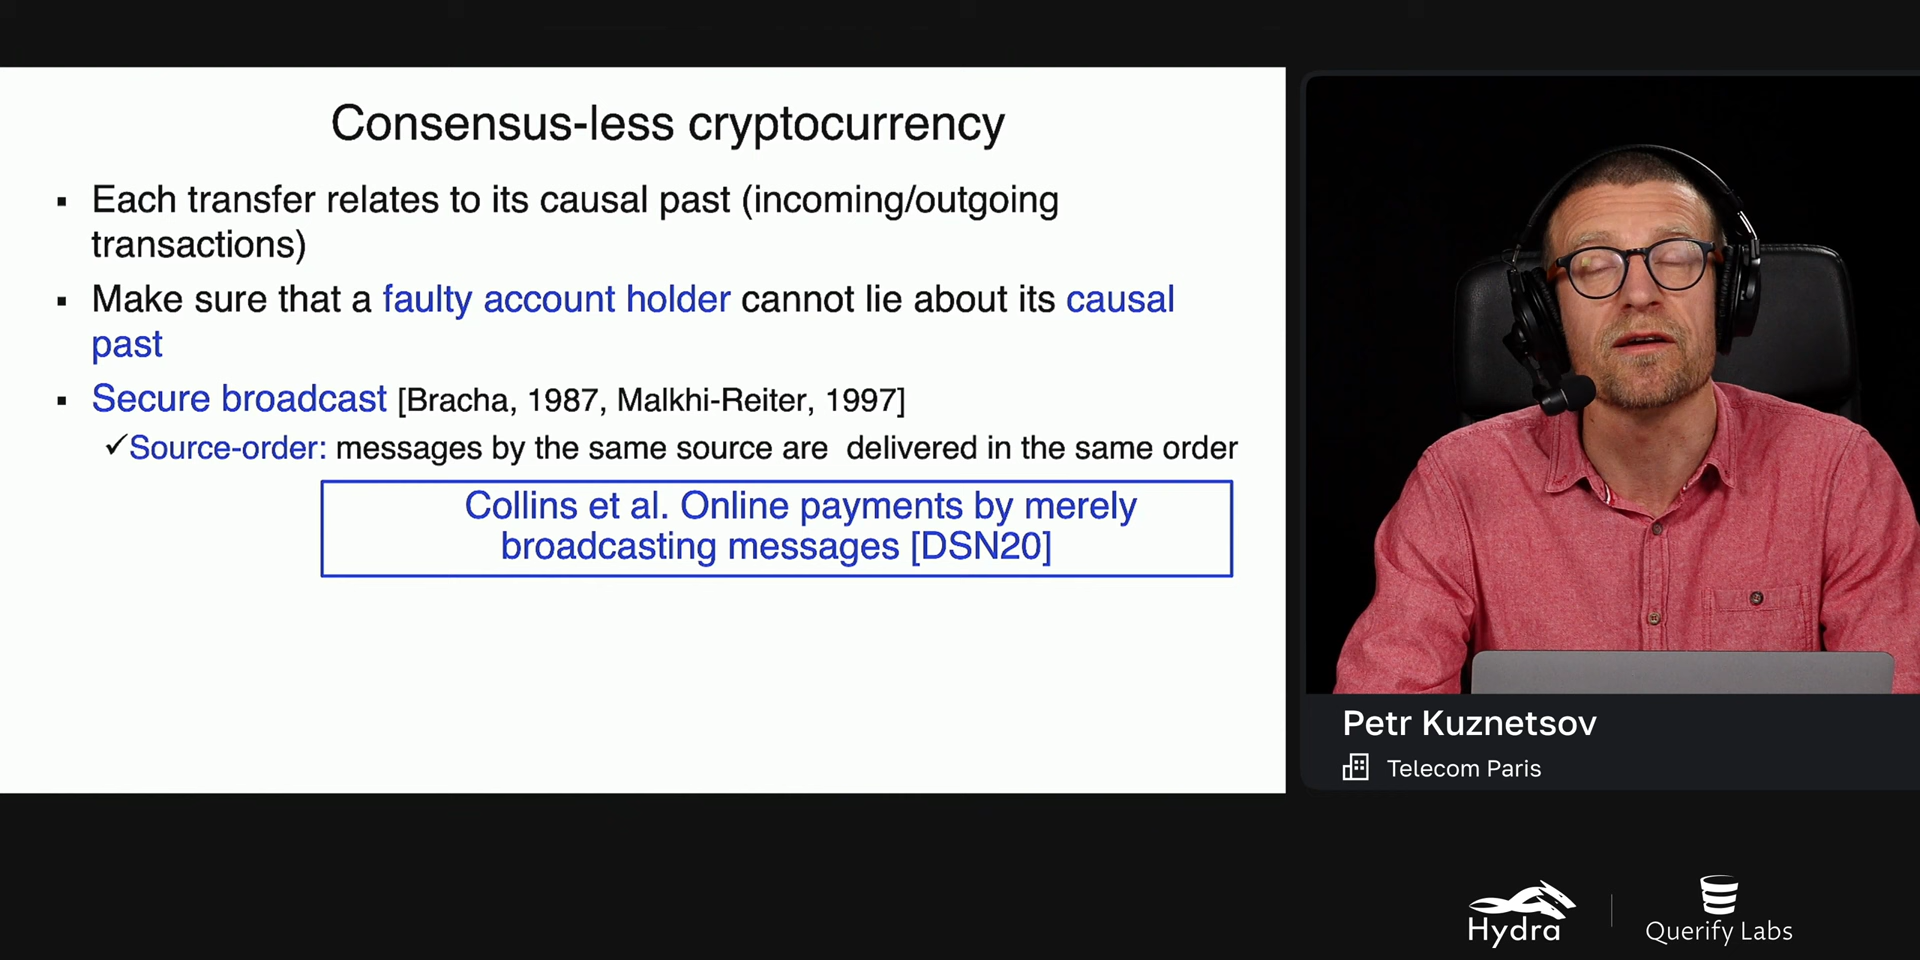 Consensus-less cryptocurrency
▪ Each transfer relates to its causal past (incoming/outgoing
transactions)
▪ Make sure that a faulty account holder cannot lie about its causal
past
▪ Secure broadcast [Bracha, 1987, Malkhi-Reiter, 1997]
✓Source-order: messages by the same source are delivered in the same order
Collins et al. Online payments by merely
broadcasting messages [DSN20]
Petr Kuznetsov
Telecom Paris
Hydra
Querify Labs